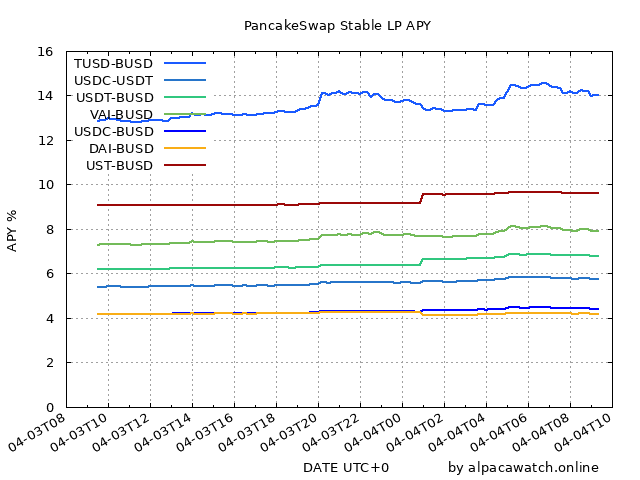 PancakeSwap Stable LP APY
16
14
12
10
8
6
4
2
0
APY %
TUSD-BUSD
USDC-USDT
USDT-BUSD
VAI-BUSD
USDC-BUSD
DAI-BUSD
UST-BUSD
04-03T08
04-03T10
04-03T12
04-03T14
04-03T16
04-03T18
04-03T20
04-03T22
04-04T00
04-04T02
04-04T04
04-04T06
04-04T08
04-04T10
DATE UTC+0
by alpacawatch.online